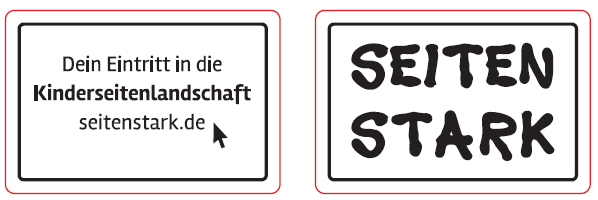 Dein Eintritt in die
Kinderseitenlandschaft
seitenstark.de
SEITEN
STARK